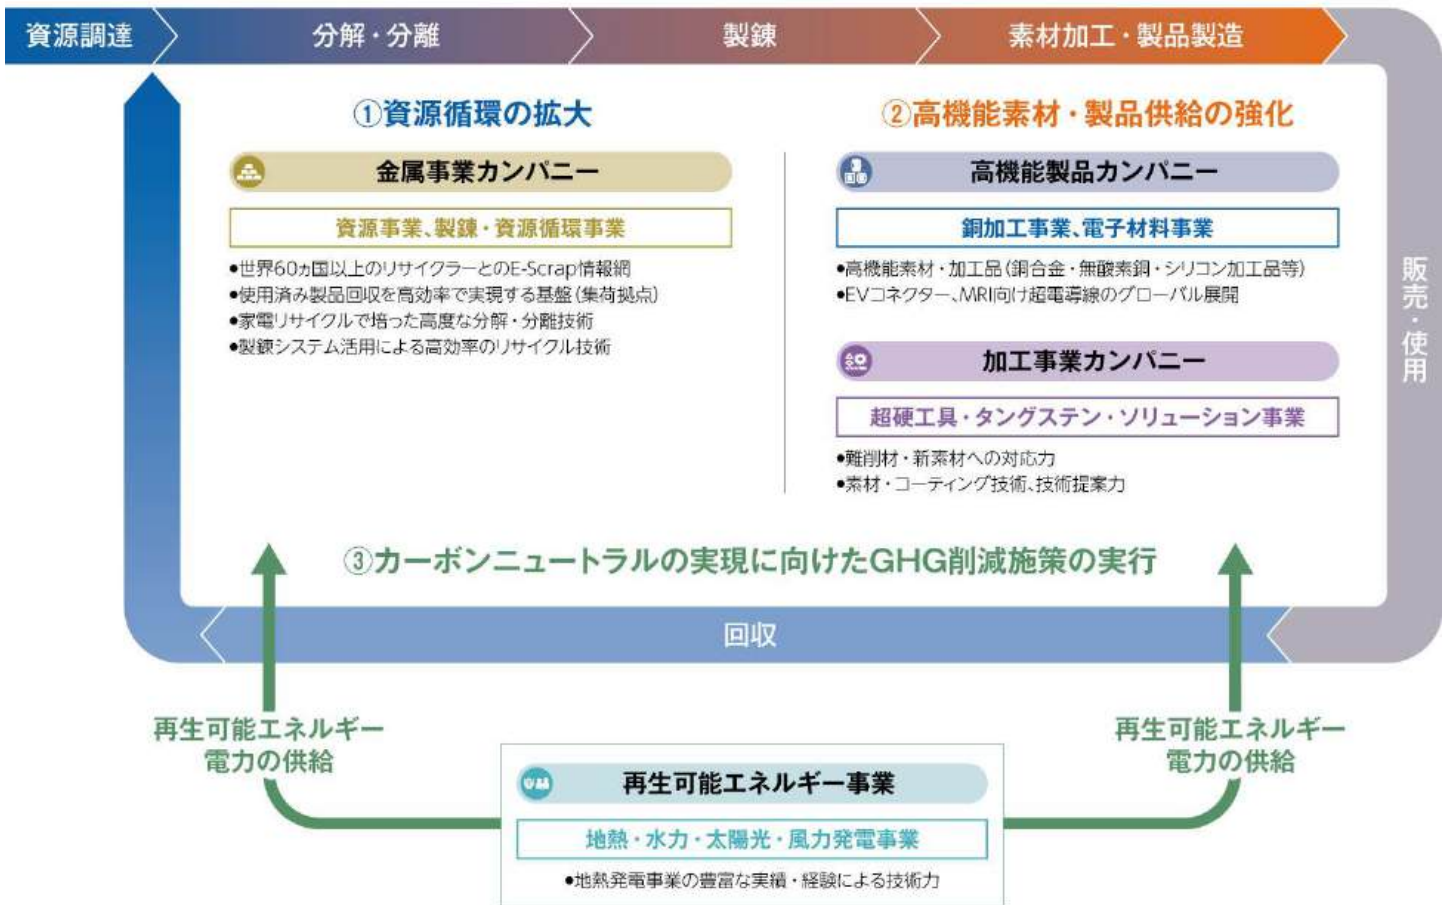 資源調達
分解・分離
製錬
素材加工・製品製造
販売・使用
①資源循環の拡大
金属事業カンパニー
資源事業、製錬・資源循環事業
●世界60ヵ国以上のリサイクラーとのE-Scrap情報網
●使用済み製品回収を高効率で実現する基盤(集荷拠点)
●家電リサイクルで培った高度な分解・分離技術
●製錬システム活用による高効率のリサイクル技術
②高機能素材・製品供給の強化
高機能製品カンパニー
銅加工事業、電子材料事業
●高機能素材・加工品(銅合金・無酸素銅・シリコン加工品等)
●EVコネクター、MRI向け超電導線のグローバル展開
加工事業カンパニー
超硬工具・タングステン・ソリューション事業
●難削材・新素材への対応力
●素材・コーティング技術、技術提案力
③カーボンニュートラルの実現に向けたGHG削減施策の実行
回収
再生可能エネルギー
電力の供給
再生可能エネルギー
電力の供給
再生可能エネルギー事業
地熱・水力・太陽光・風力発電事業
●地熱発電事業の豊富な実績・経験による技術力